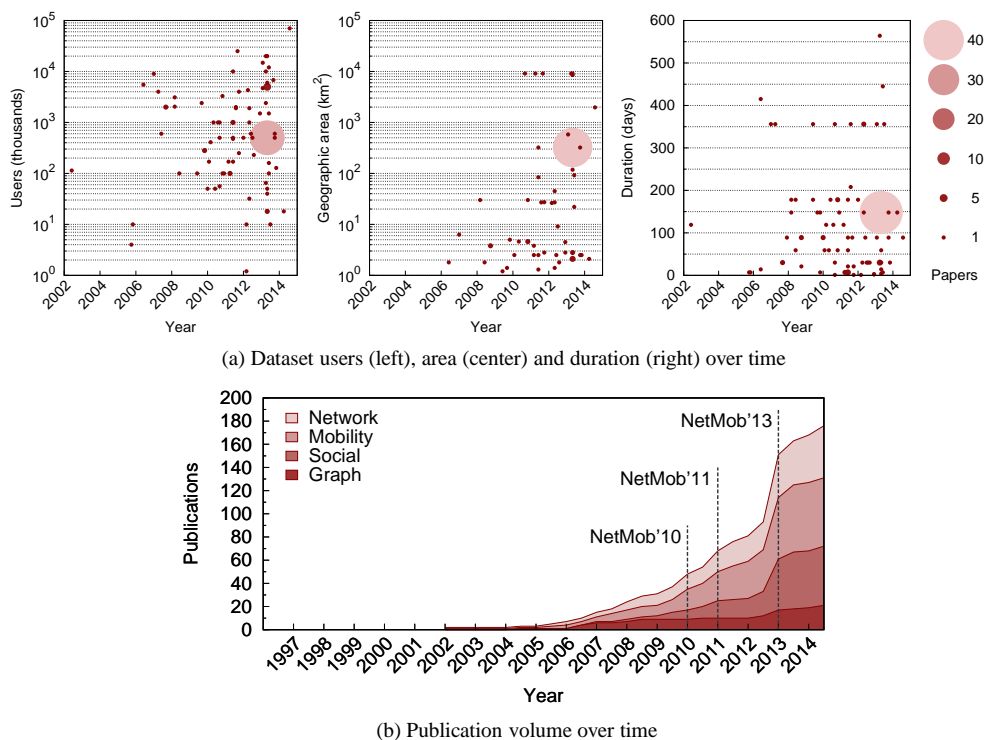 10^5
10^4
10^3
10^2
10^1
10^0
Users (thousands)
2002 2004 2006 2008 2010 2012 2014
Year
10^5
10^4
10^3
10^2
10^1
10^0
Geographic area (km^2)
2002 2004 2006 2008 2010 2012 2014
Year
600
500
400
300
200
100
0
Duration (days)
2002 2004 2006 2008 2010 2012 2014
Year
40
30
20
10
5
1
Papers
(a) Dataset users (left), area (center) and duration (right) over time
200
180
160
140
120
100
80
60
40
20
0
Publications
Network
Mobility
Social
Graph
NetMob'10
NetMob'11
NetMob'13
1997 1998 1999 2000 2001 2002 2003 2004 2005 2006 2007 2008 2009 2010 2011 2012 2013 2014
Year
(b) Publication volume over time